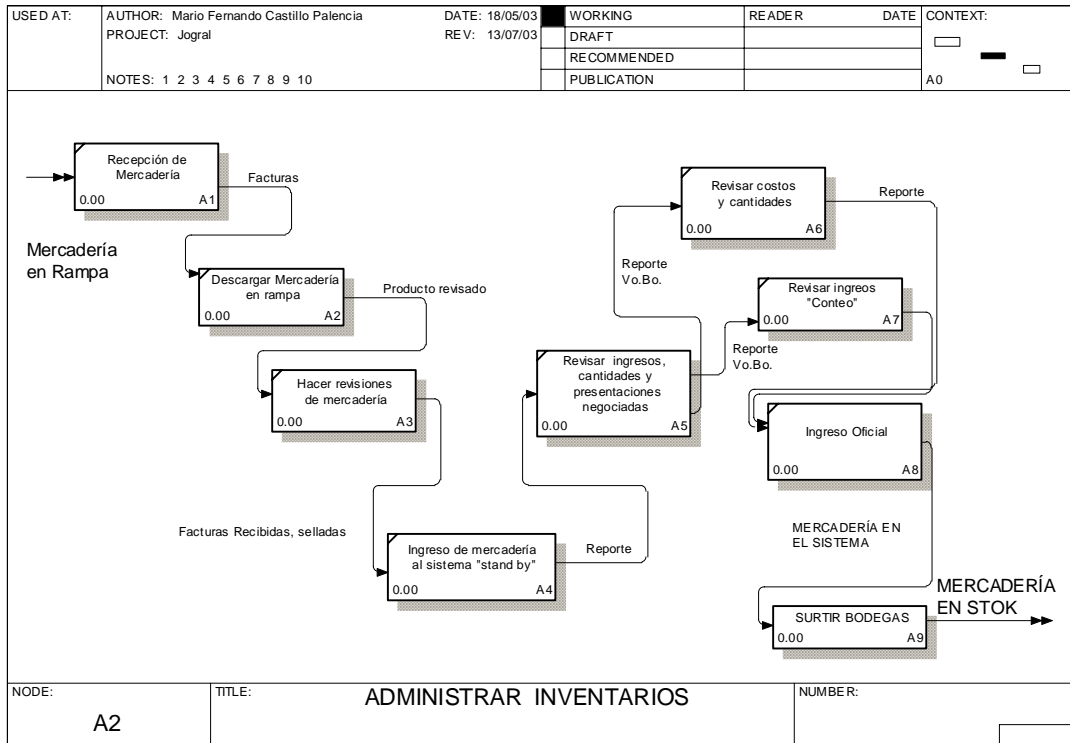 USED AT:
AUTHOR: Mario Fernando Castillo Palencia
DATE: 18/05/03
PROJECT: Jogral
REV: 13/07/03
NOTES: 1 2 3 4 5 6 7 8 9 10
WORKING
DRAFT
RECOMMENDED
PUBLICATION
READER
DATE
CONTEXT:
A0
Recepción de
Mercadería
0.00
A1
Facturas
Mercadería
en Rampa
Descargar Mercadería
en rampa
0.00
A2
Producto revisado
Hacer revisiones
de mercadería
0.00
A3
Facturas Recibidas, selladas
Ingreso de mercadería
al sistema "stand by"
0.00
A4
Reporte
Revisar ingresos,
cantidades y
presentaciones
negociadas
0.00
A5
Reporte
Vo.Bo.
Reporte
Vo.Bo.
Revisar costos
y cantidades
0.00
A6
Reporte
Revisar ingreos
"Conteo"
0.00
A7
Ingreso Oficial
0.00
A8
MERCADERÍA EN
EL SISTEMA
SURTIR BODEGAS
0.00
A9
MERCADERÍA
EN STOK
NODE:
A2
TITLE:
ADMINISTRAR INVENTARIOS
NUMBER: